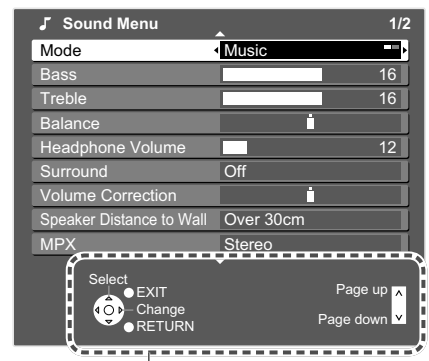 Sound Menu 1/2
Mode Music
Bass 16
Treble 16
Balance
Headphone Volume 12
Surround Off
Volume Correction
Speaker Distance to Wall Over 30cm
MPX Stereo
Select
EXIT
Change
RETURN
Page up
Page down